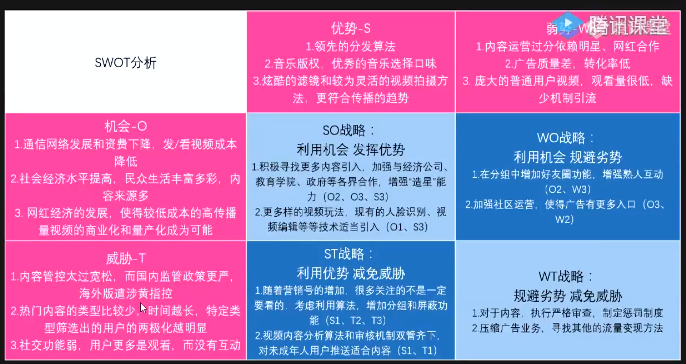 腾讯课堂
SWOT分析
优势-S
1.领先的分发算法
2.音乐版权，优秀的音乐选择口味
3.炫酷的滤镜和较为灵活的视频拍摄方
法，更符合传播的趋势
弱势-W
1.内容运营过分依赖明星、网红合作
2.广告质量差，转化率低
3.庞大的普通用户视频，观看量很低，缺
少机制引流
机会-O
1.通信网络发展和资费下降，发/看视频成本
降低
2.社会经济水平提高，民众生活丰富多彩，内
容来源多
3. 网红经济的发展，使得较低成本的高传播
量视频的商业化和量产化成为可能
SO战略：
利用机会 发挥优势
1.积极寻找更多内容引入，加强与经济公司、
教育学院、政府等各界合作，增强“造星”能
力（O2、O3、S3）
2.更多样的视频玩法，现有的人脸识别、视
频编辑等等技术适当引入（O1、S3）
WO战略：
利用机会 规避劣势
1.在分组中增加好友圈功能，增强熟人互动
（O2、W3）
2.加强社区运营，使得广告有更多入口（O3、
W2）
威胁-T
1.内容管控太过宽松，而国内监管政策更严，
海外版遭涉黄指控
2.热门内容的类型比较少，时间越长，特定类
型筛选出的用户的两极化越明显
3.社交功能弱，用户更多是观看，而没有互动
ST战略：
利用优势 减免威胁
1.随着营销号的增加，很多关注的不是一定
要看的．考虑利用算法，增加分组和屏蔽功
能（S1、T2、T3）
2.视频内容分析算法和审核机制双管齐下，
对未成年人用户推送适合内容（S1、T1）
WT战略：
规避劣势 减免威胁
1.对于内容，执行严格审查，制定惩罚制度
2.压缩广告业务，寻找其他的流量变现方法